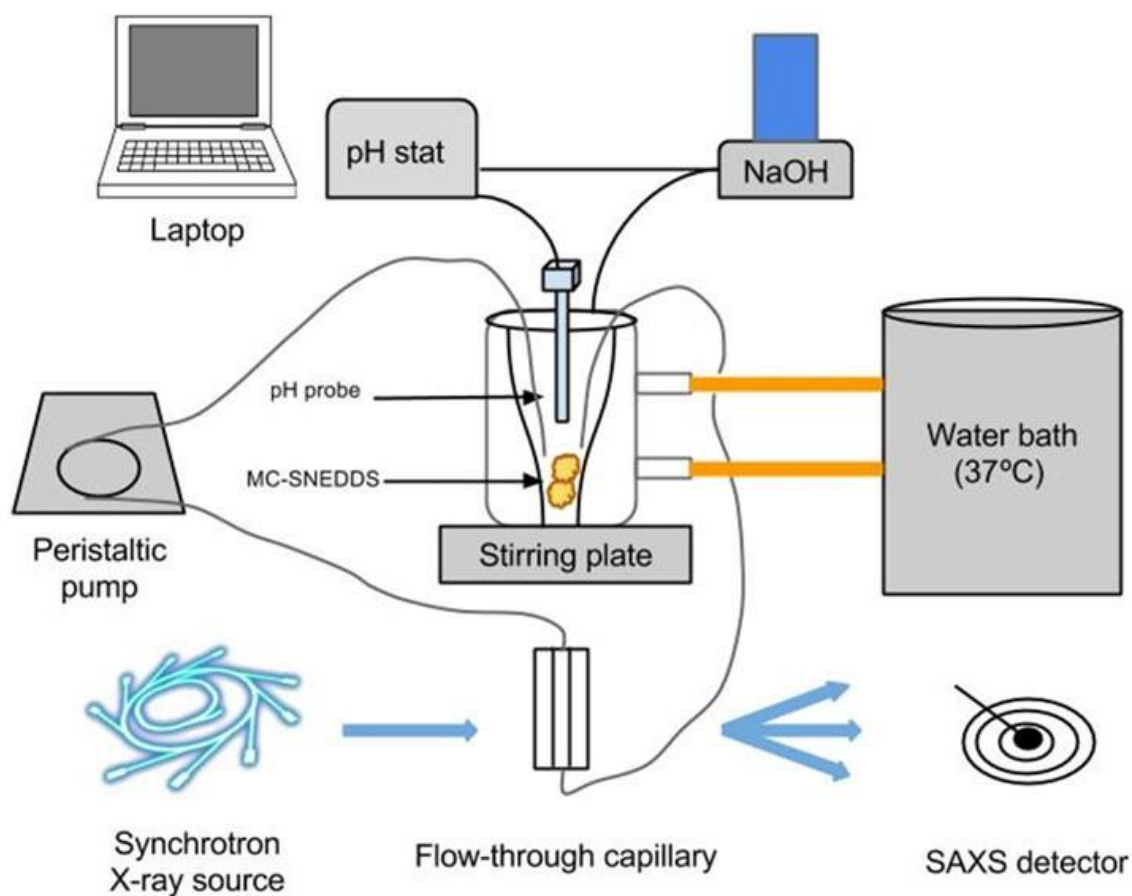 pH stat
NaOH
Laptop
pH probe
Water bath
(37°C)
MC-SNEDDS
Stirring plate
Peristaltic
pump
Synchrotron
X-ray source
Flow-through capillary
SAXS detector